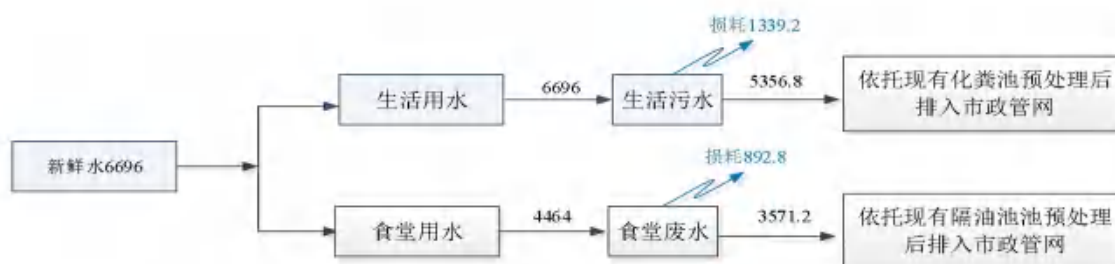 损耗1339.2
生活用水
6696
生活污水
5356.8
依托现有化粪池预处理后
排入市政管网
新鲜水6696
损耗892.8
食堂用水
4464
食堂废水
3571.2
依托现有隔油池池预处理
后排入市政管网